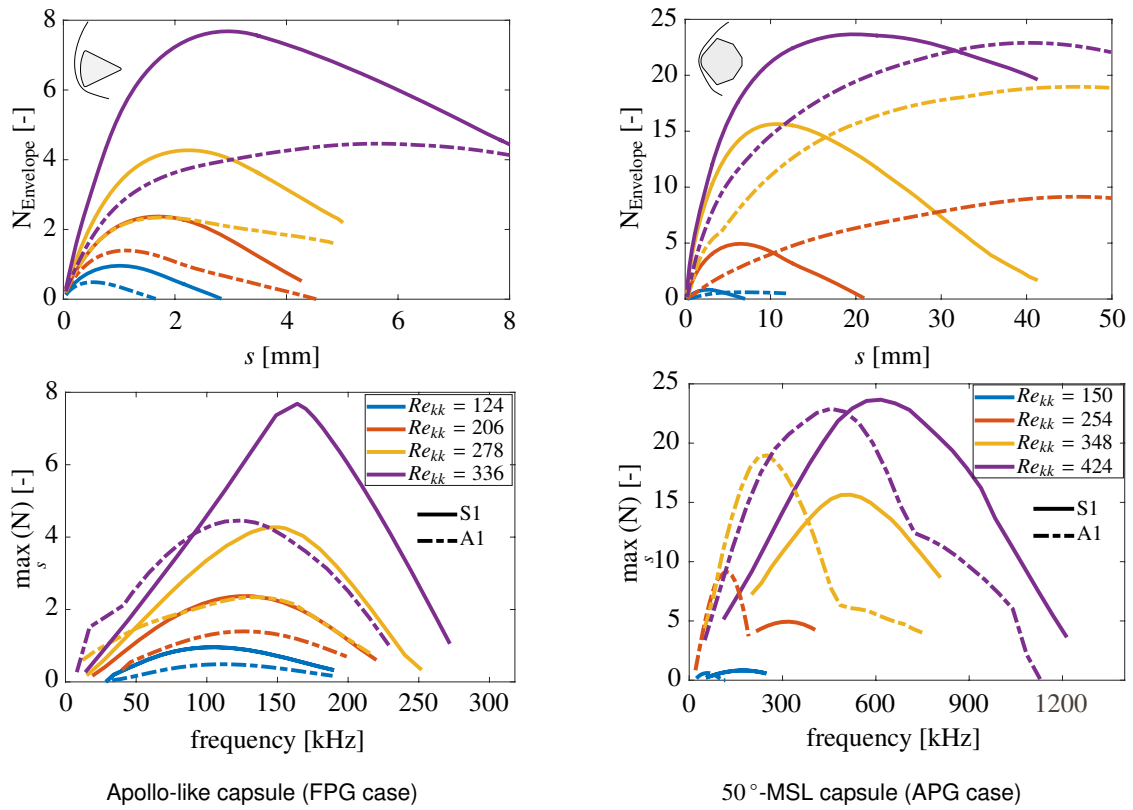 8
6
4
2
0
N_Envelope [-]
0 2 4 6 8
s [mm]
25
20
15
10
5
0
N_Envelope [-]
0 10 20 30 40 50
s [mm]
8
6
4
2
0
max_s (N) [-]
Re_kk = 124
Re_kk = 206
Re_kk = 278
Re_kk = 336
S1
A1
0 50 100 150 200 250 300
frequency [kHz]
25
20
15
10
5
0
max_s (N) [-]
Re_kk = 150
Re_kk = 254
Re_kk = 348
Re_kk = 424
S1
A1
0 300 600 900 1200
frequency [kHz]
Apollo-like capsule (FPG case)
50°-MSL capsule (APG case)